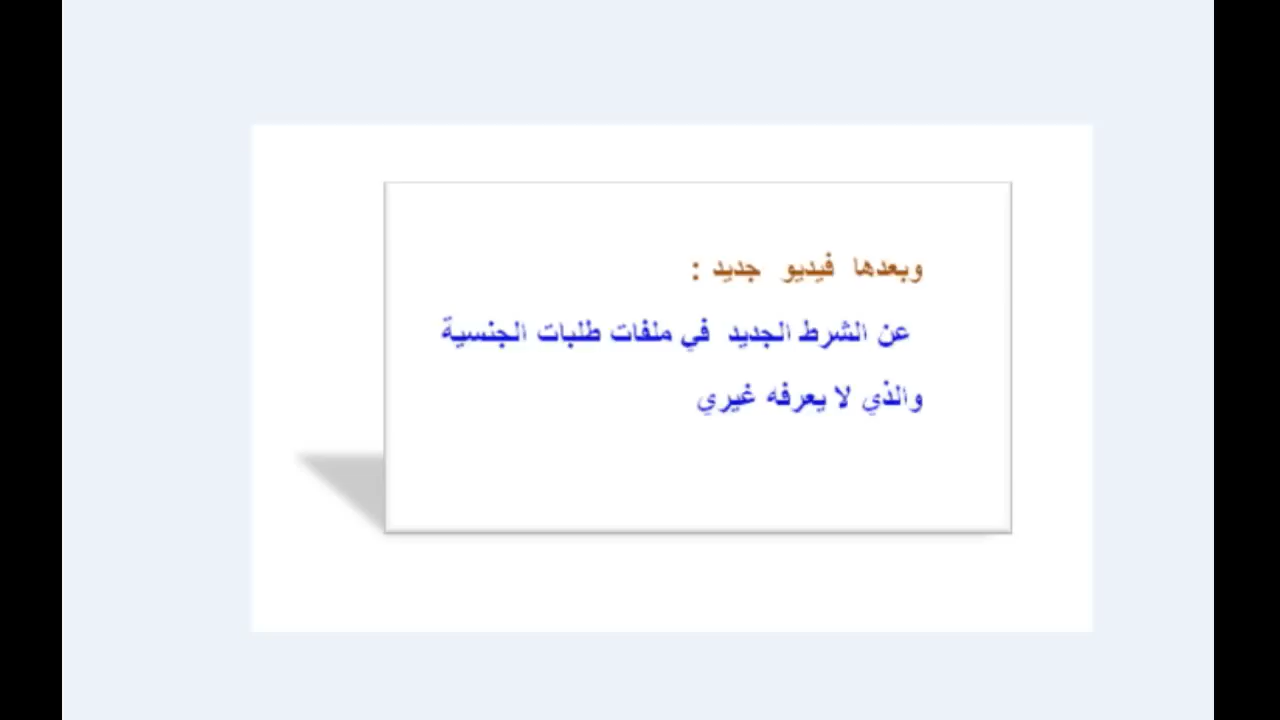 وبعدها فيديو جديد :
عن الشرط الجديد في ملفات طلبات الجنسية
والذي لا يعرفه غيري